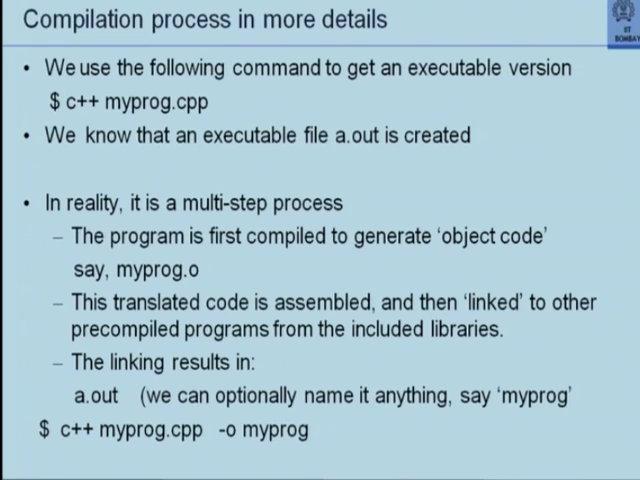 Compilation process in more details
IIT
BOMBAY
• We use the following command to get an executable version
$ c++ myprog.cpp
• We know that an executable file a.out is created
• In reality, it is a multi-step process
– The program is first compiled to generate ‘object code’
say, myprog.o
– This translated code is assembled, and then ‘linked’ to other
precompiled programs from the included libraries.
– The linking results in:
a.out (we can optionally name it anything, say ‘myprog’
$ c++ myprog.cpp -o myprog